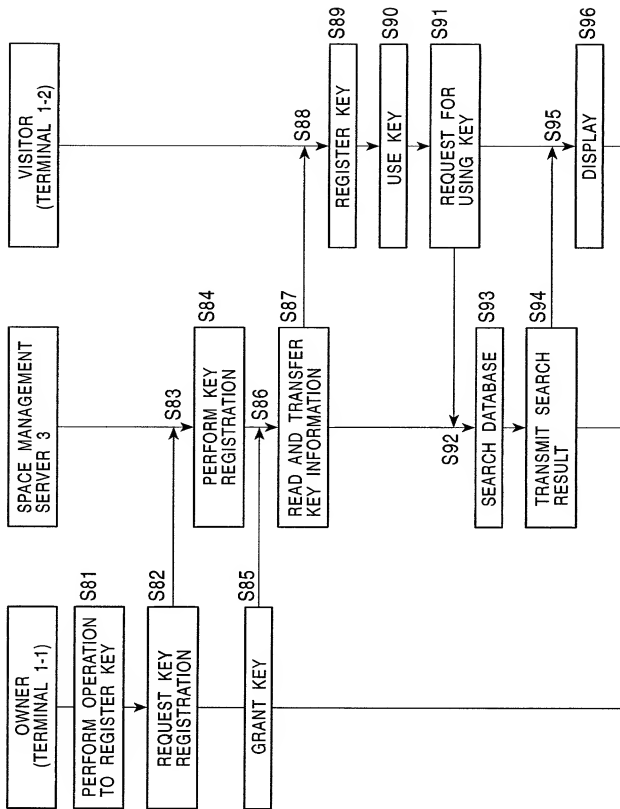 OWNER
(TERMINAL 1-1)
PERFORM OPERATION
TO REGISTER KEY
S81
REQUEST KEY
REGISTRATION
S82
GRANT KEY
S85
SPACE MANAGEMENT
SERVER 3
S83
PERFORM KEY
REGISTRATION
S84
S86
READ AND TRANSFER
KEY INFORMATION
S87
S92
SEARCH DATABASE
S93
TRANSMIT SEARCH
RESULT
S94
VISITOR
(TERMINAL 1-2)
S88
REGISTER KEY
S89
USE KEY
S90
REQUEST FOR
USING KEY
S91
S95
DISPLAY
S96